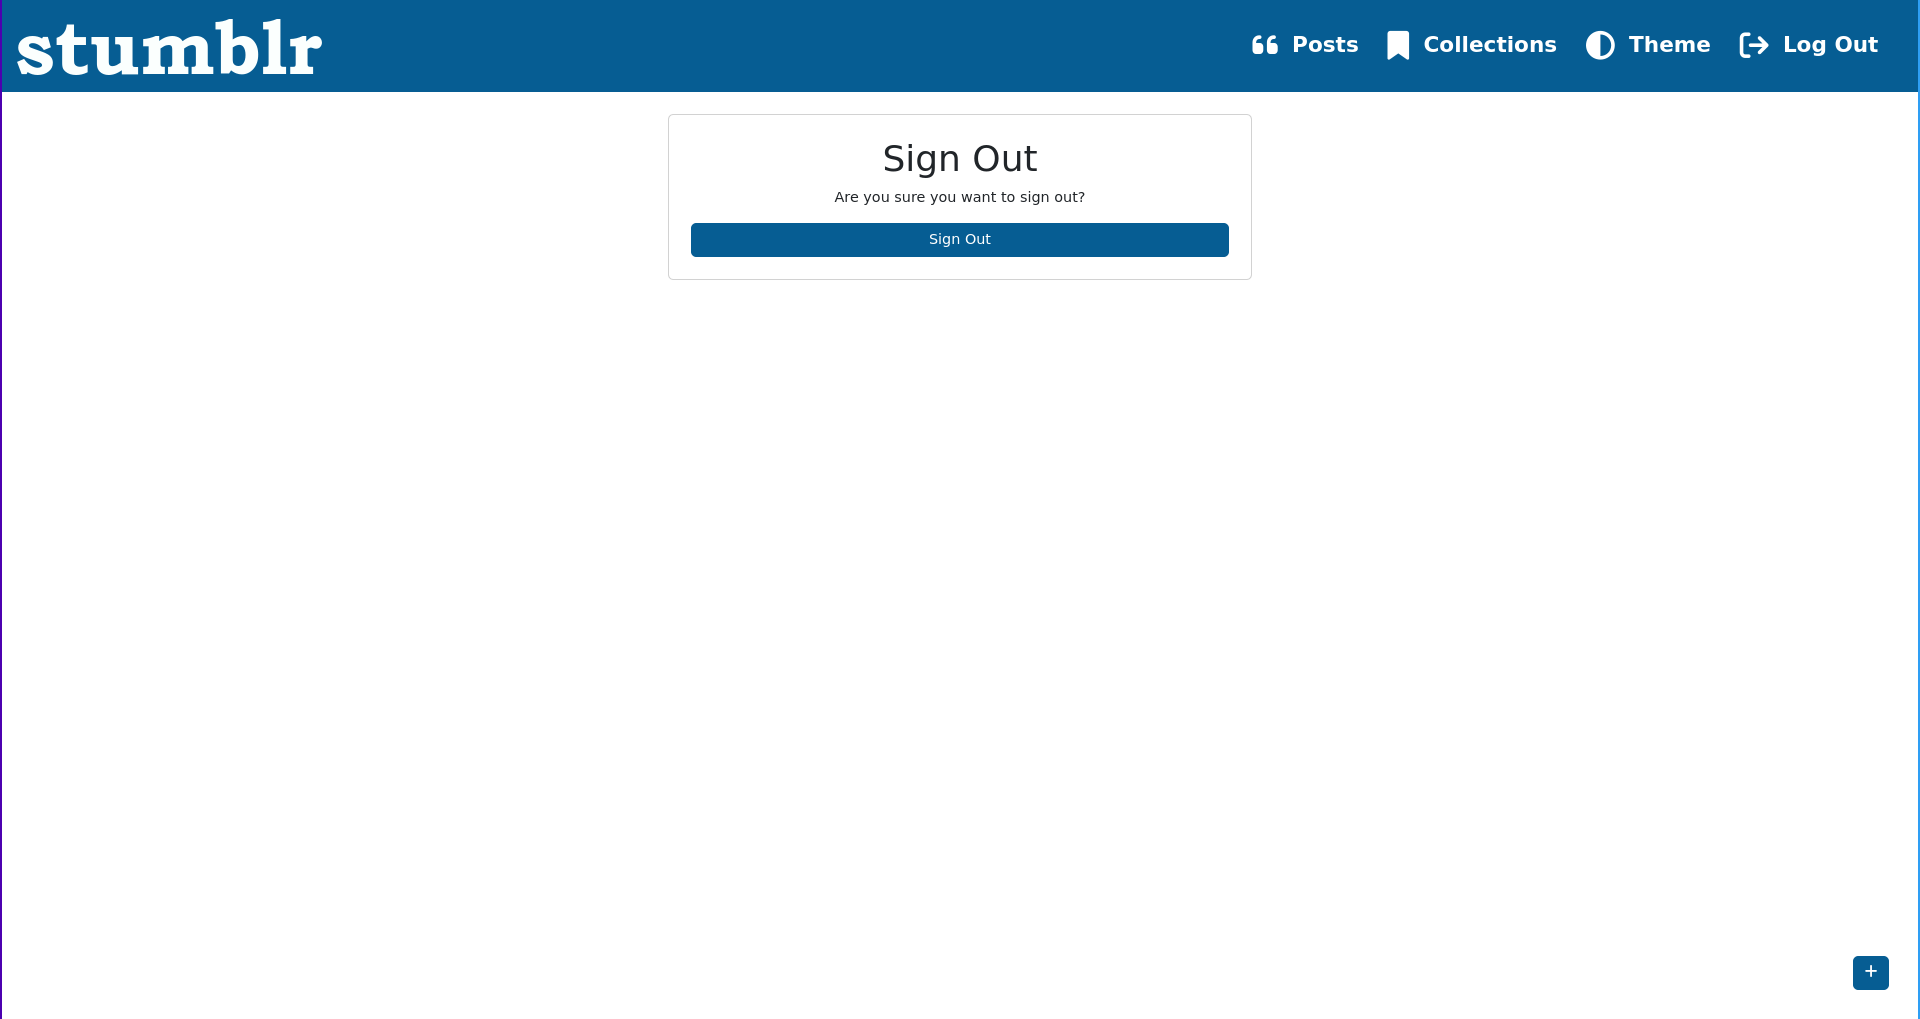 stumblr
Posts
Collections
Theme
Log Out
Sign Out
Are you sure you want to sign out?
Sign Out
+